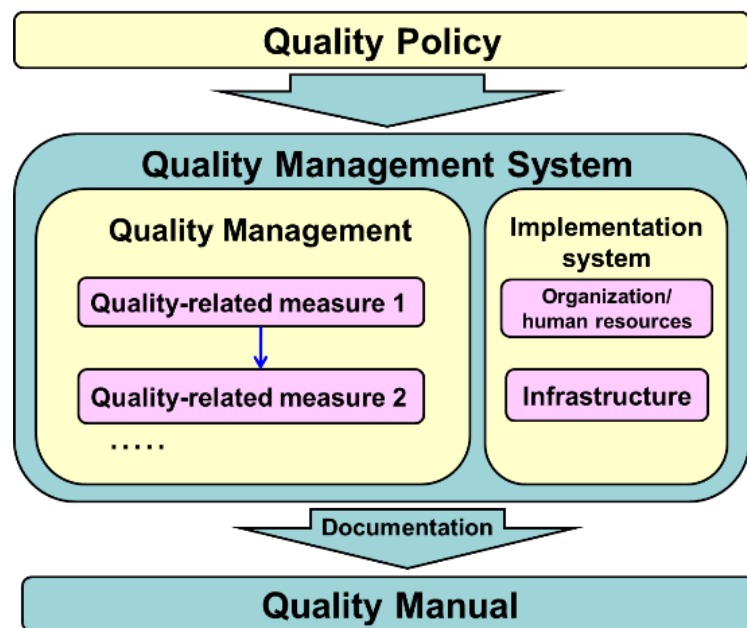 Quality Policy
Quality Management System
Quality Management
Quality-related measure 1
Quality-related measure 2
.....
Implementation
system
Organization/
human resources
Infrastructure
Documentation
Quality Manual